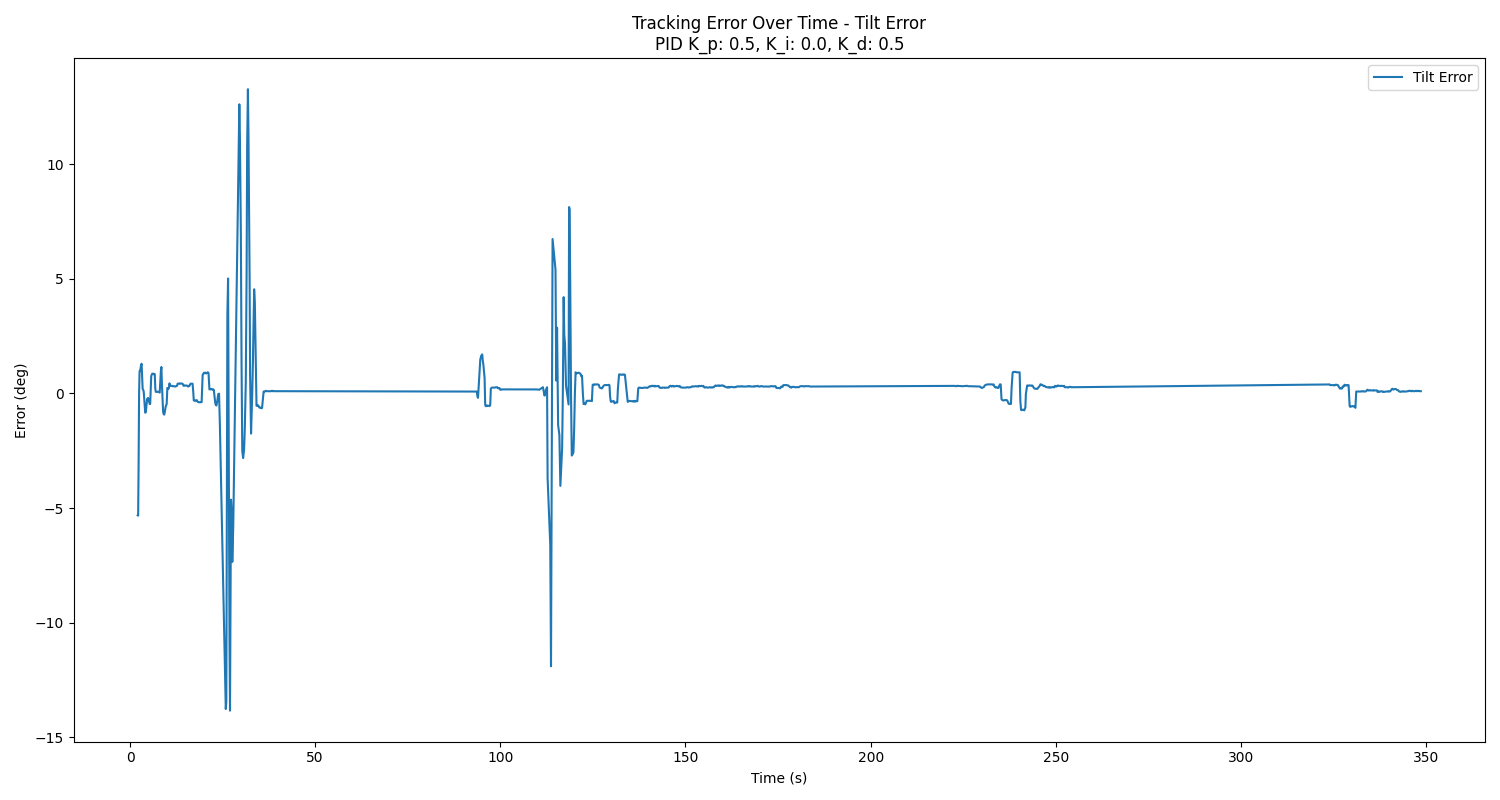 Tracking Error Over Time - Tilt Error
PID K_p: 0.5, K_i: 0.0, K_d: 0.5
Tilt Error
Error (deg)
10
5
0
−5
−10
−15
0 50 100 150 200 250 300 350
Time (s)